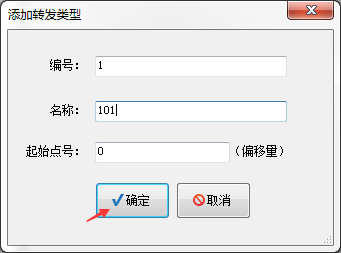 添加转发类型
编号： 1
名称： 101
起始点号： 0 （偏移量）
确定 取消